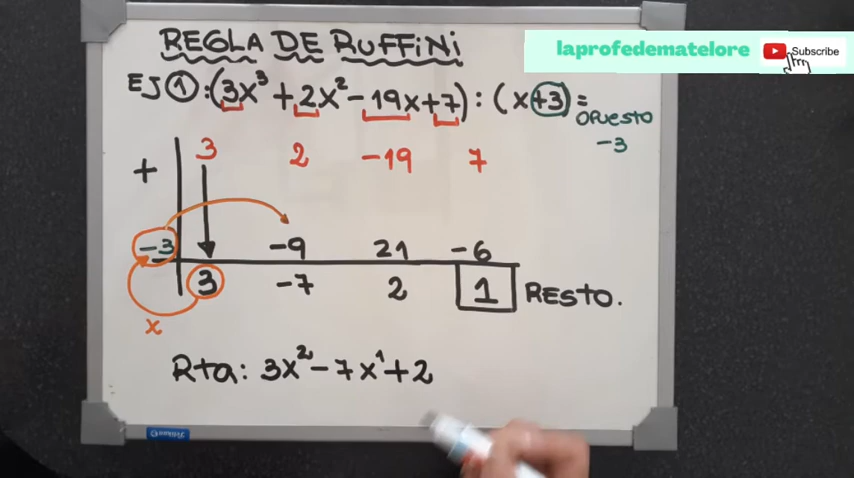 REGLA DE RUFFINI
laprofedematelore
Subscribe
EJ ①: (3x³ + 2x² - 19x + 7) : (x + 3) =
OPUESTO
-3
+ 3 2 -19 7
-3 -9 21 -6
3 -7 2 1 RESTO.
x
Rta: 3x² - 7x¹ + 2